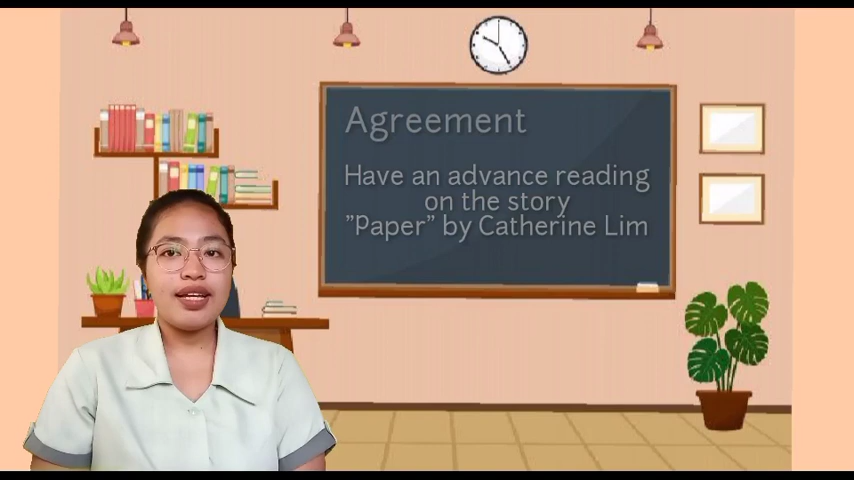 Agreement
Have an advance reading
on the story
"Paper" by Catherine Lim